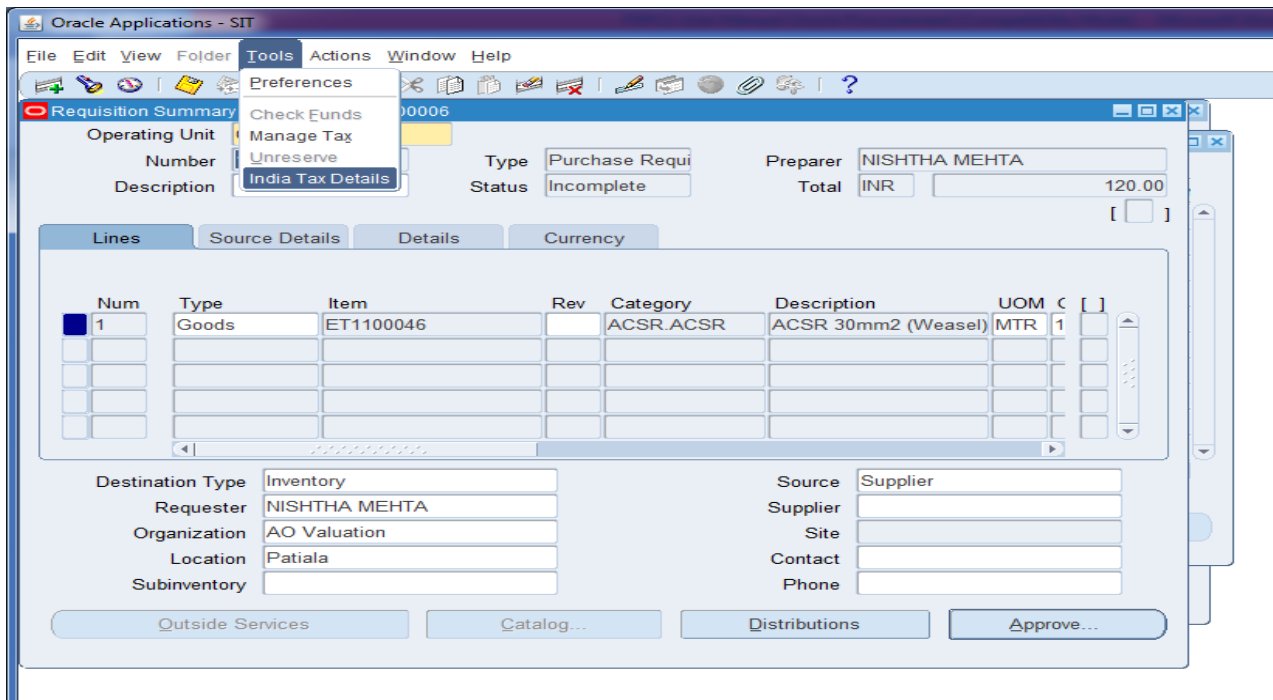 Oracle Applications - SIT
File Edit View Folder Tools Actions Window Help
Preferences
Check Funds
Manage Tax
Unreserve
India Tax Details
?
Requisition Summary 00006
Operating Unit
Number Type Purchase Requi Preparer NISHTHA MEHTA
Description Status Incomplete Total INR 120.00
[ ]
Lines Source Details Details Currency
Num Type Item Rev Category Description UOM [ ]
1 Goods ET1100046 ACSR.ACSR ACSR 30mm2 (Weasel) MTR 1
Destination Type Inventory Source Supplier
Requester NISHTHA MEHTA Supplier
Organization AO Valuation Site
Location Patiala Contact
Subinventory Phone
Outside Services Catalog... Distributions Approve...